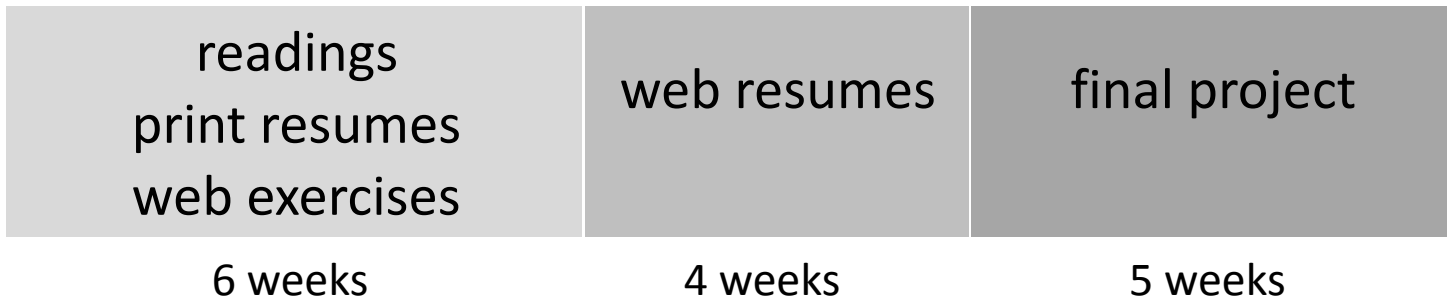 readings
print resumes
web exercises
web resumes
final project
6 weeks
4 weeks
5 weeks